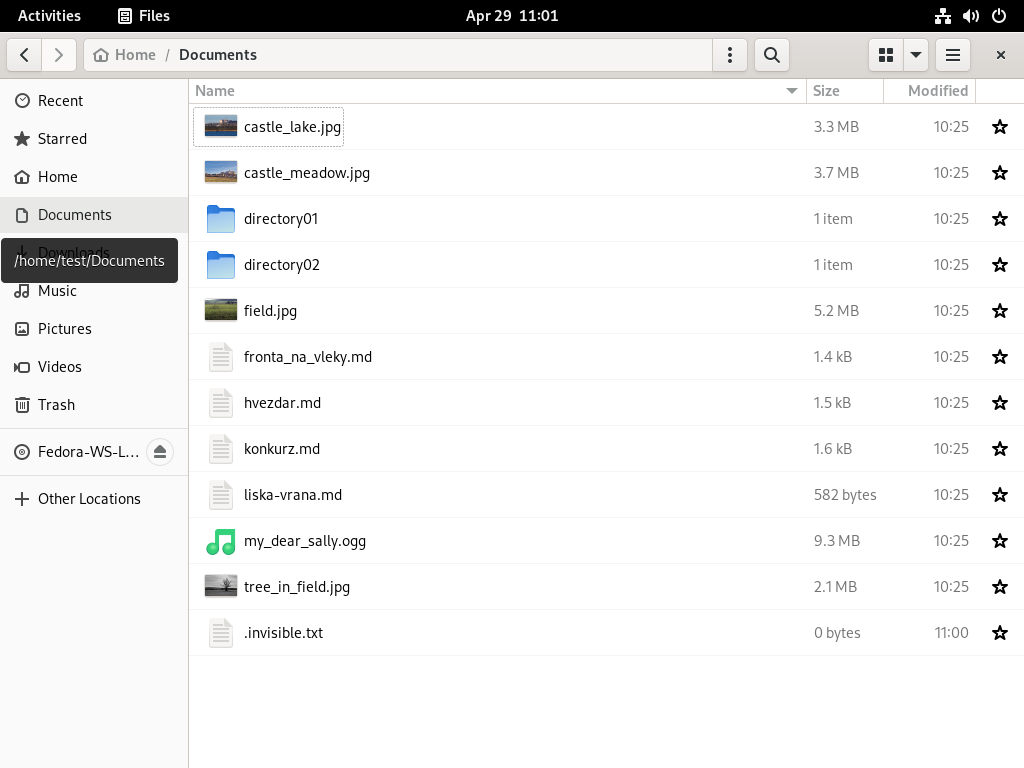 Activities Files Apr 29 11:01
Home / Documents
Name Size Modified
Recent
Starred
Home
Documents
Downloads
/home/test/Documents
Music
Pictures
Videos
Trash
Fedora-WS-L...
Other Locations
castle_lake.jpg 3.3 MB 10:25
castle_meadow.jpg 3.7 MB 10:25
directory01 1 item 10:25
directory02 1 item 10:25
field.jpg 5.2 MB 10:25
fronta_na_vleky.md 1.4 kB 10:25
hvezdar.md 1.5 kB 10:25
konkurz.md 1.6 kB 10:25
liska-vrana.md 582 bytes 10:25
my_dear_sally.ogg 9.3 MB 10:25
tree_in_field.jpg 2.1 MB 10:25
.invisible.txt 0 bytes 11:00